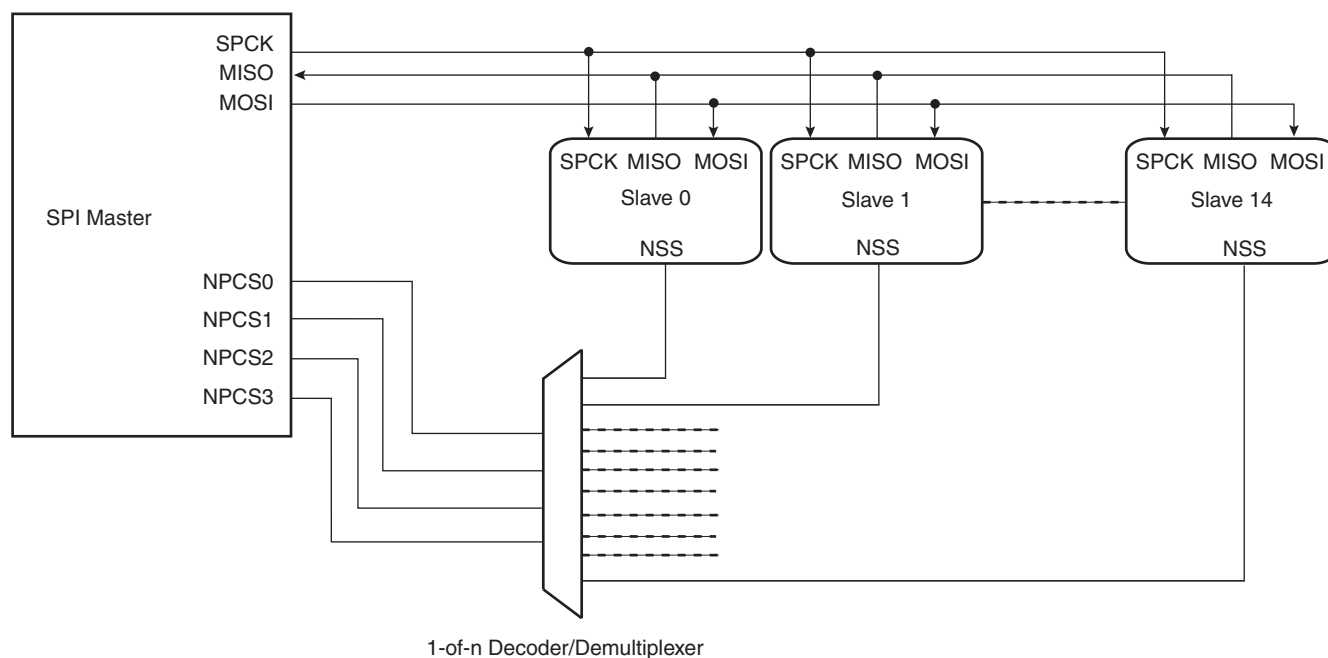 SPCK
MISO
MOSI
SPI Master
NPCS0
NPCS1
NPCS2
NPCS3
SPCK MISO MOSI
Slave 0
NSS
SPCK MISO MOSI
Slave 1
NSS
SPCK MISO MOSI
Slave 14
NSS
1-of-n Decoder/Demultiplexer